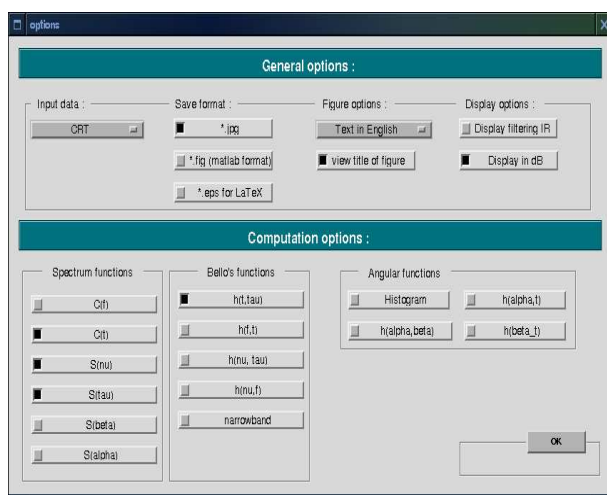 options
General options :
Input data :
CRT
Save format :
*.jpg
*.fig (matlab format)
*.eps for LaTeX
Figure options :
Text in English
view title of figure
Display options :
Display filtering IR
Display in dB
Computation options :
Spectrum functions
C(f)
C(t)
S(nu)
S(tau)
S(beta)
S(alpha)
Bello's functions
h(t,tau)
h(f,t)
h(nu, tau)
h(nu,f)
narrowband
Angular functions
Histogram
h(alpha,t)
h(alpha,beta)
h(beta_t)
OK